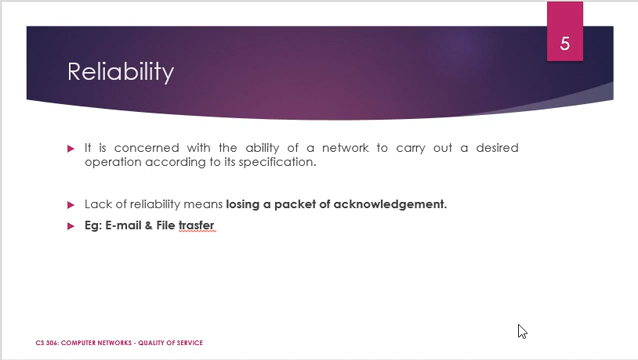 5
Reliability
It is concerned with the ability of a network to carry out a desired
operation according to its specification.
Lack of reliability means losing a packet of acknowledgement.
Eg: E-mail & File trasfer
CS 306: COMPUTER NETWORKS - QUALITY OF SERVICE